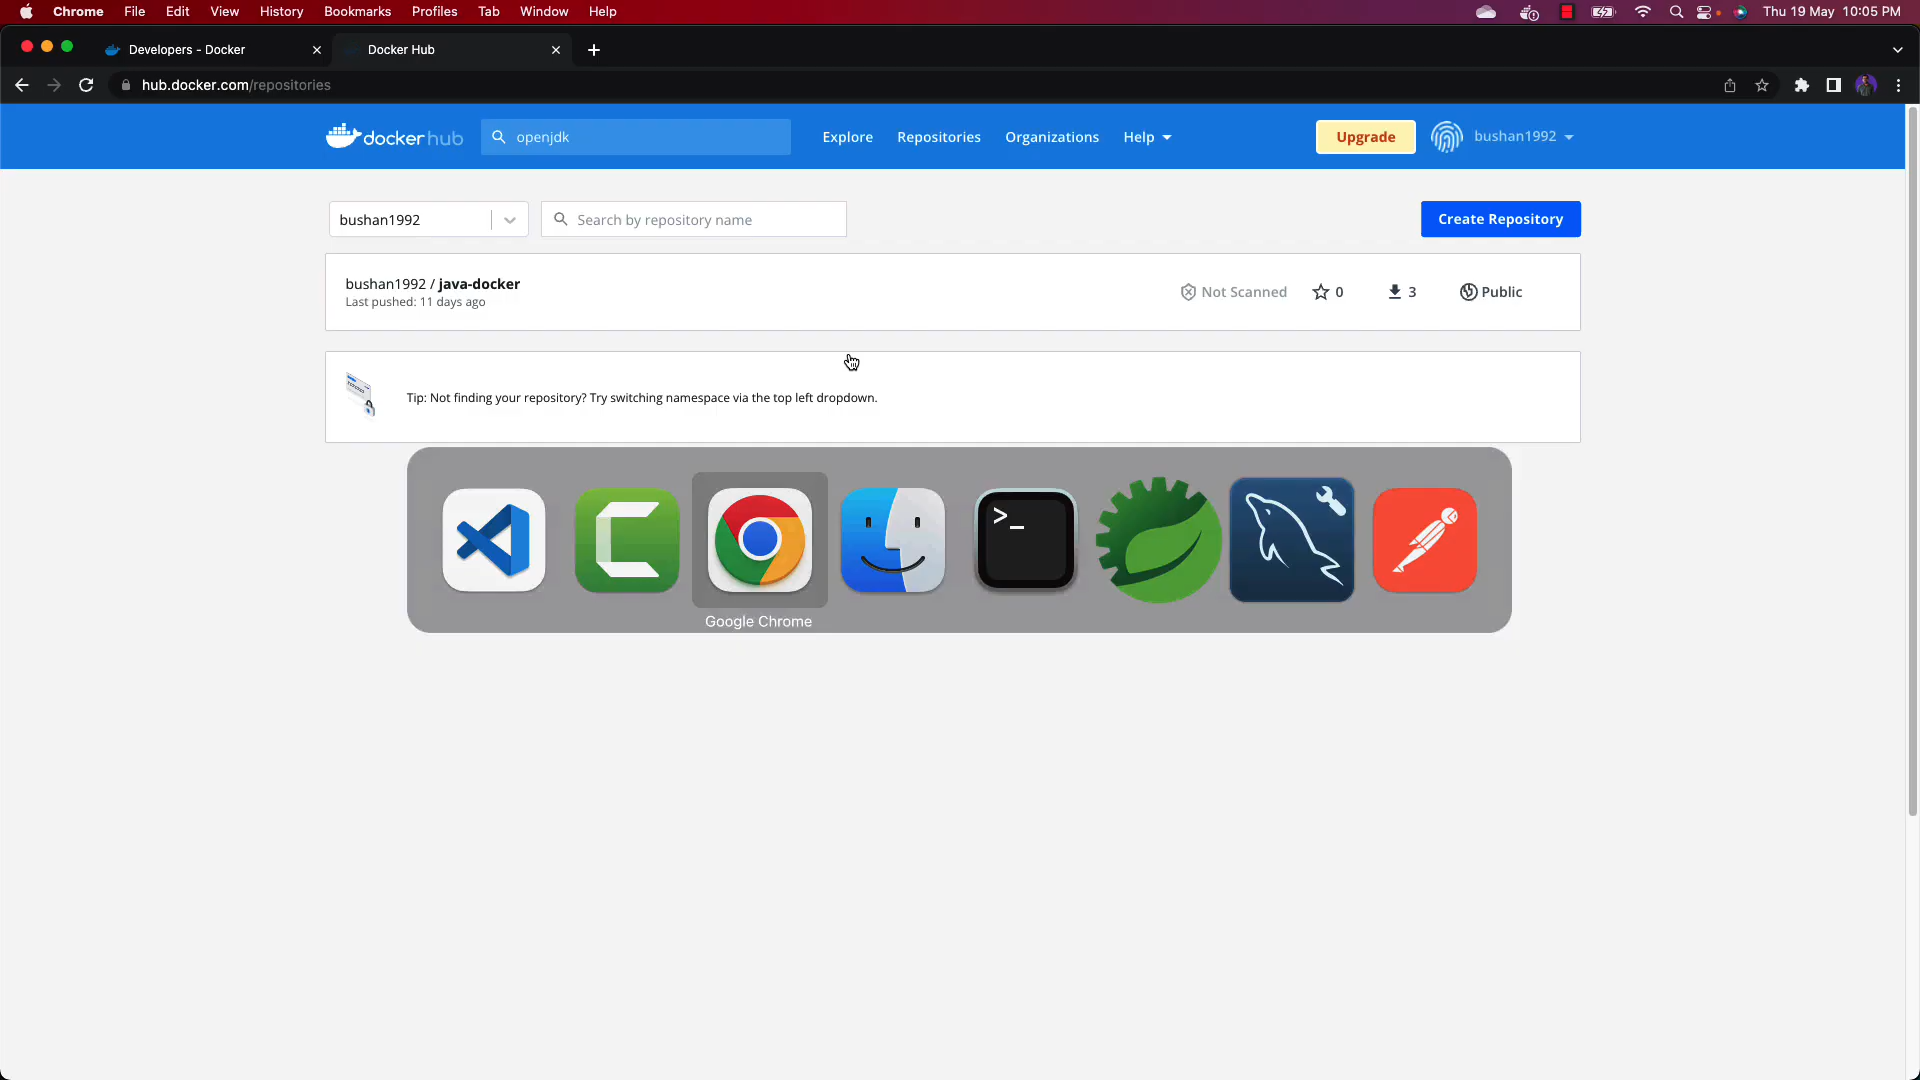 Chrome File Edit View History Bookmarks Profiles Tab Window Help Thu 19 May 10:05 PM
Developers - Docker Docker Hub
hub.docker.com/repositories
dockerhub openjdk Explore Repositories Organizations Help Upgrade bushan1992
bushan1992 Search by repository name Create Repository
bushan1992 / java-docker Not Scanned 0 3 Public
Last pushed: 11 days ago
Tip: Not finding your repository? Try switching namespace via the top left dropdown.
>_
Google Chrome